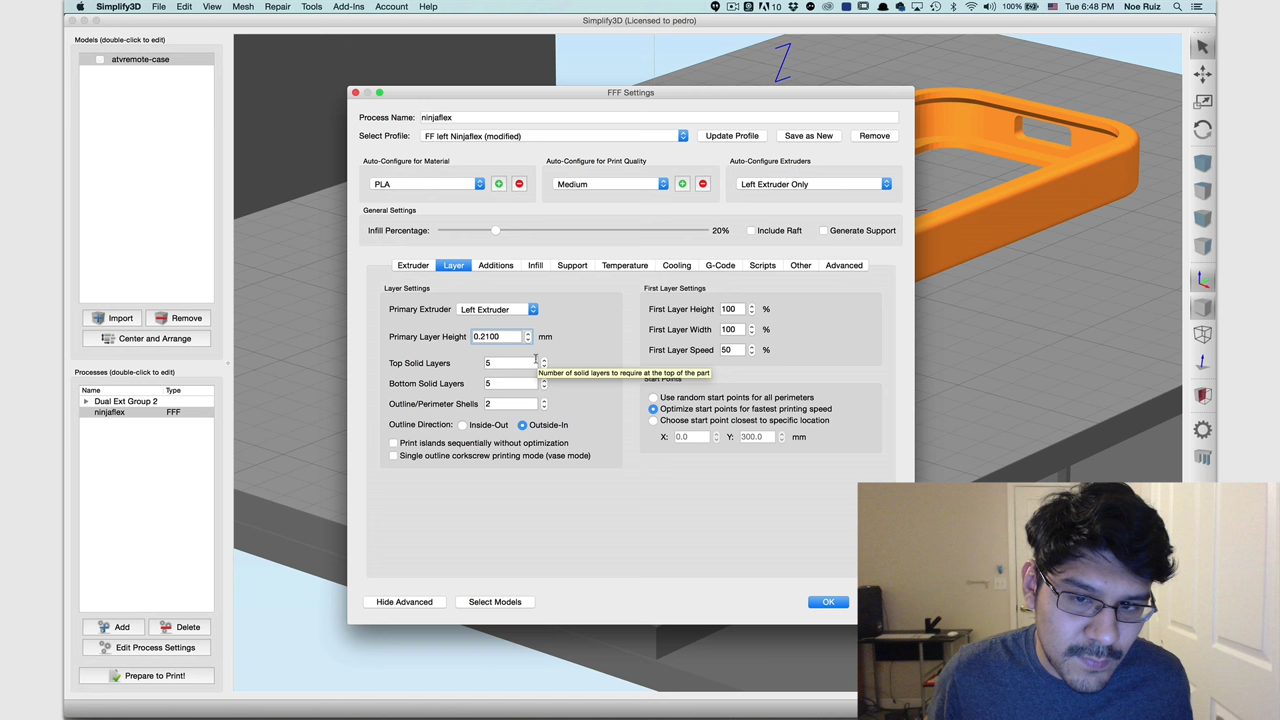 Simplify3D File Edit View Mesh Repair Tools Add-Ins Account Help 10 100% Tue 6:48 PM Noe Ruiz
Simplify3D (Licensed to pedro)
Models (double-click to edit)
atvremote-case
Import Remove
Center and Arrange
Processes (double-click to edit)
Name Type
Dual Ext Group 2
ninjaflex FFF
Add Delete
Edit Process Settings
Prepare to Print!
Z
FFF Settings
Process Name: ninjaflex
Select Profile: FF left Ninjaflex (modified) Update Profile Save as New Remove
Auto-Configure for Material Auto-Configure for Print Quality Auto-Configure Extruders
PLA Medium Left Extruder Only
General Settings
Infill Percentage: 20% Include Raft Generate Support
Extruder Layer Additions Infill Support Temperature Cooling G-Code Scripts Other Advanced
Layer Settings
Primary Extruder Left Extruder
Primary Layer Height 0.2100 mm
Top Solid Layers 5
Number of solid layers to require at the top of the part
Bottom Solid Layers 5
Outline/Perimeter Shells 2
Outline Direction: Inside-Out Outside-In
Print islands sequentially without optimization
Single outline corkscrew printing mode (vase mode)
First Layer Settings
First Layer Height 100 %
First Layer Width 100 %
First Layer Speed 50 %
Start Points
Use random start points for all perimeters
Optimize start points for fastest printing speed
Choose start point closest to specific location
X: 0.0 Y: 300.0 mm
Hide Advanced Select Models OK